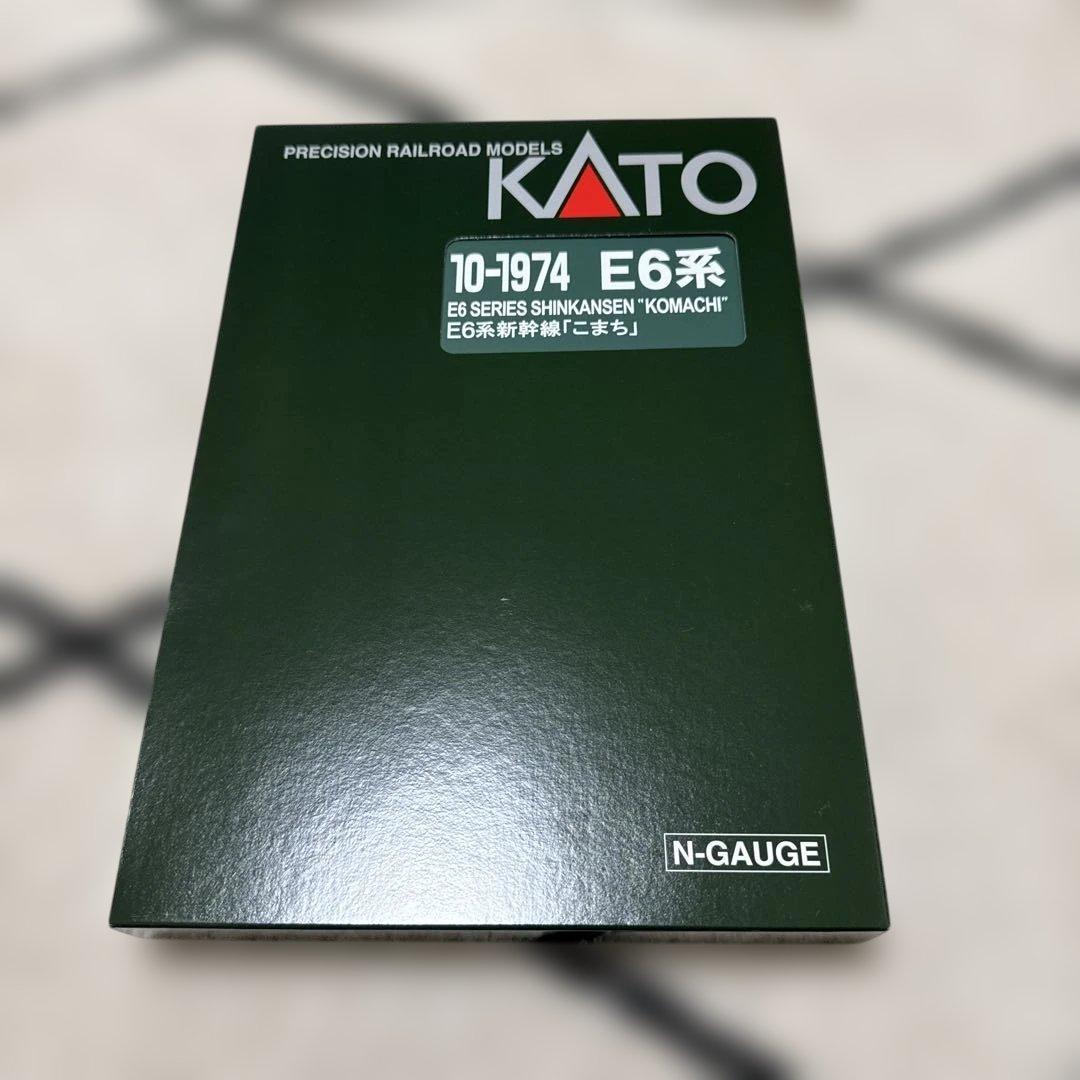 PRECISION RAILROAD MODELS
KATO
10-1974 E6系
E6 SERIES SHINKANSEN "KOMACHI"
E6系新幹線「こまち」
N-GAUGE